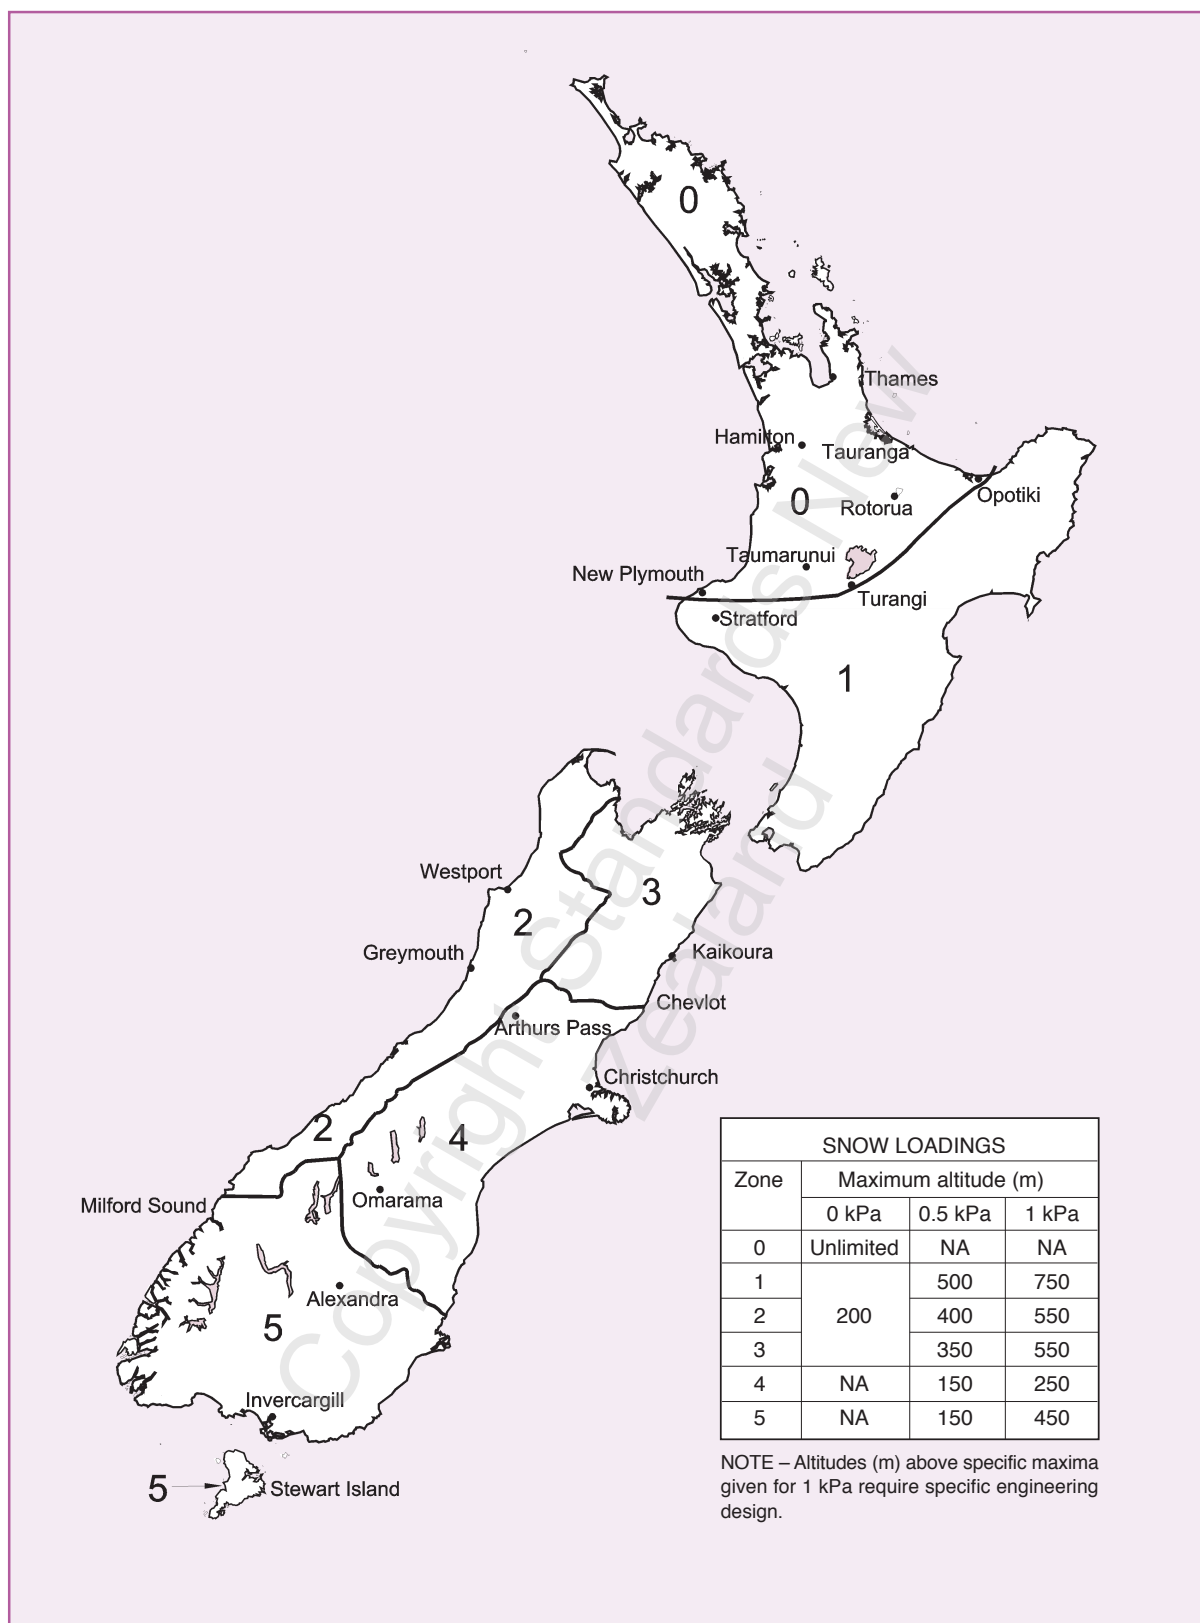 0
Thames
Hamilton
Tauranga
0
Rotorua
Opotiki
Taumarunui
New Plymouth
Turangi
Stratford
1
Westport
3
2
Greymouth
Kaikoura
Chevlot
Arthurs Pass
Christchurch
2
4
Milford Sound
Omarama
Alexandra
5
Invercargill
5
Stewart Island
SNOW LOADINGS
Zone Maximum altitude (m)
0 kPa 0.5 kPa 1 kPa
0 Unlimited NA NA
1 500 750
2 200 400 550
3 350 550
4 NA 150 250
5 NA 150 450
NOTE – Altitudes (m) above specific maxima
given for 1 kPa require specific engineering
design.
Copyright Standards New
Zealand